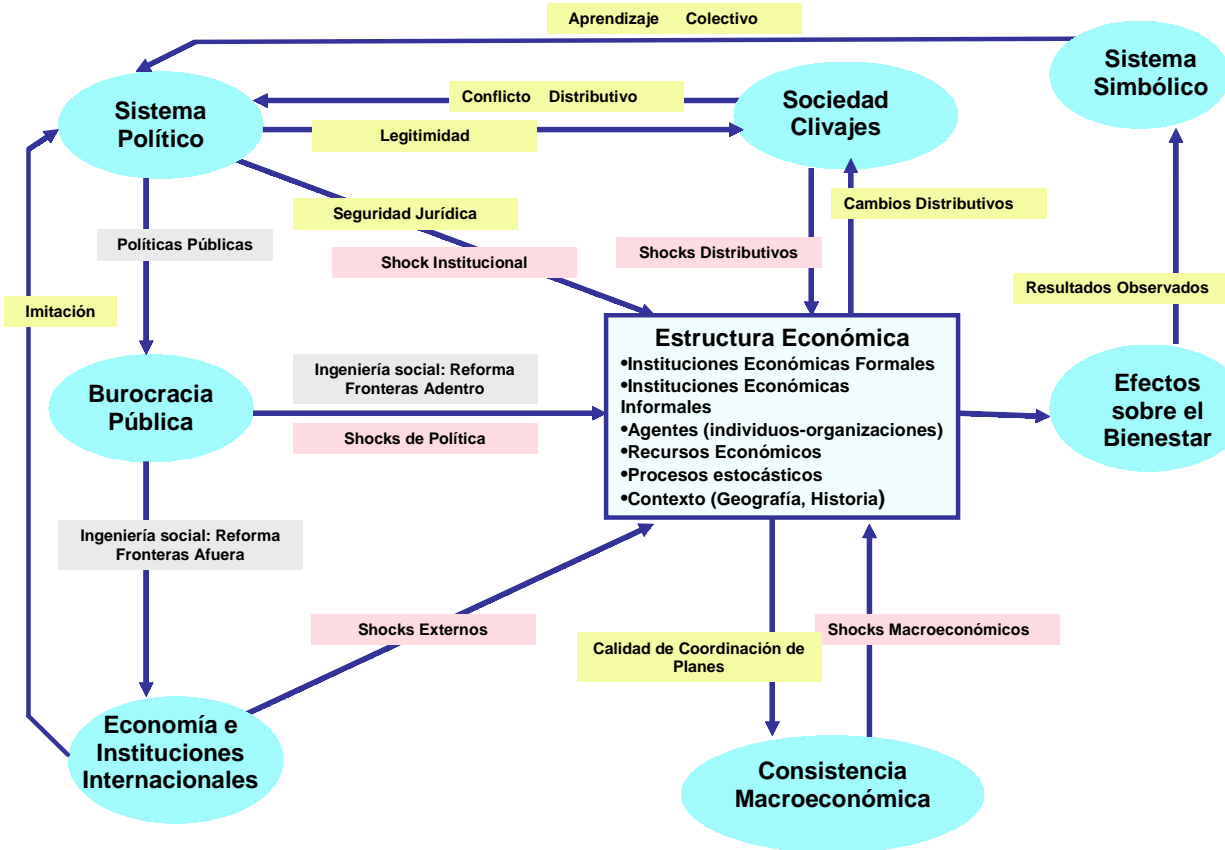 Aprendizaje Colectivo
Sistema
Simbólico
Sistema
Político
Conflicto Distributivo
Legitimidad
Sociedad
Clivajes
Seguridad Jurídica
Cambios Distributivos
Políticas Públicas
Shock Institucional
Shocks Distributivos
Imitación
Resultados Observados
Estructura Económica
•Instituciones Económicas Formales
•Instituciones Económicas
Informales
•Agentes (individuos-organizaciones)
•Recursos Económicos
•Procesos estocásticos
•Contexto (Geografía, Historia)
Burocracia
Pública
Ingeniería social: Reforma
Fronteras Adentro
Shocks de Política
Efectos
sobre el
Bienestar
Ingeniería social: Reforma
Fronteras Afuera
Shocks Externos
Calidad de Coordinación de
Planes
Shocks Macroeconómicos
Economía e
Instituciones
Internacionales
Consistencia
Macroeconómica